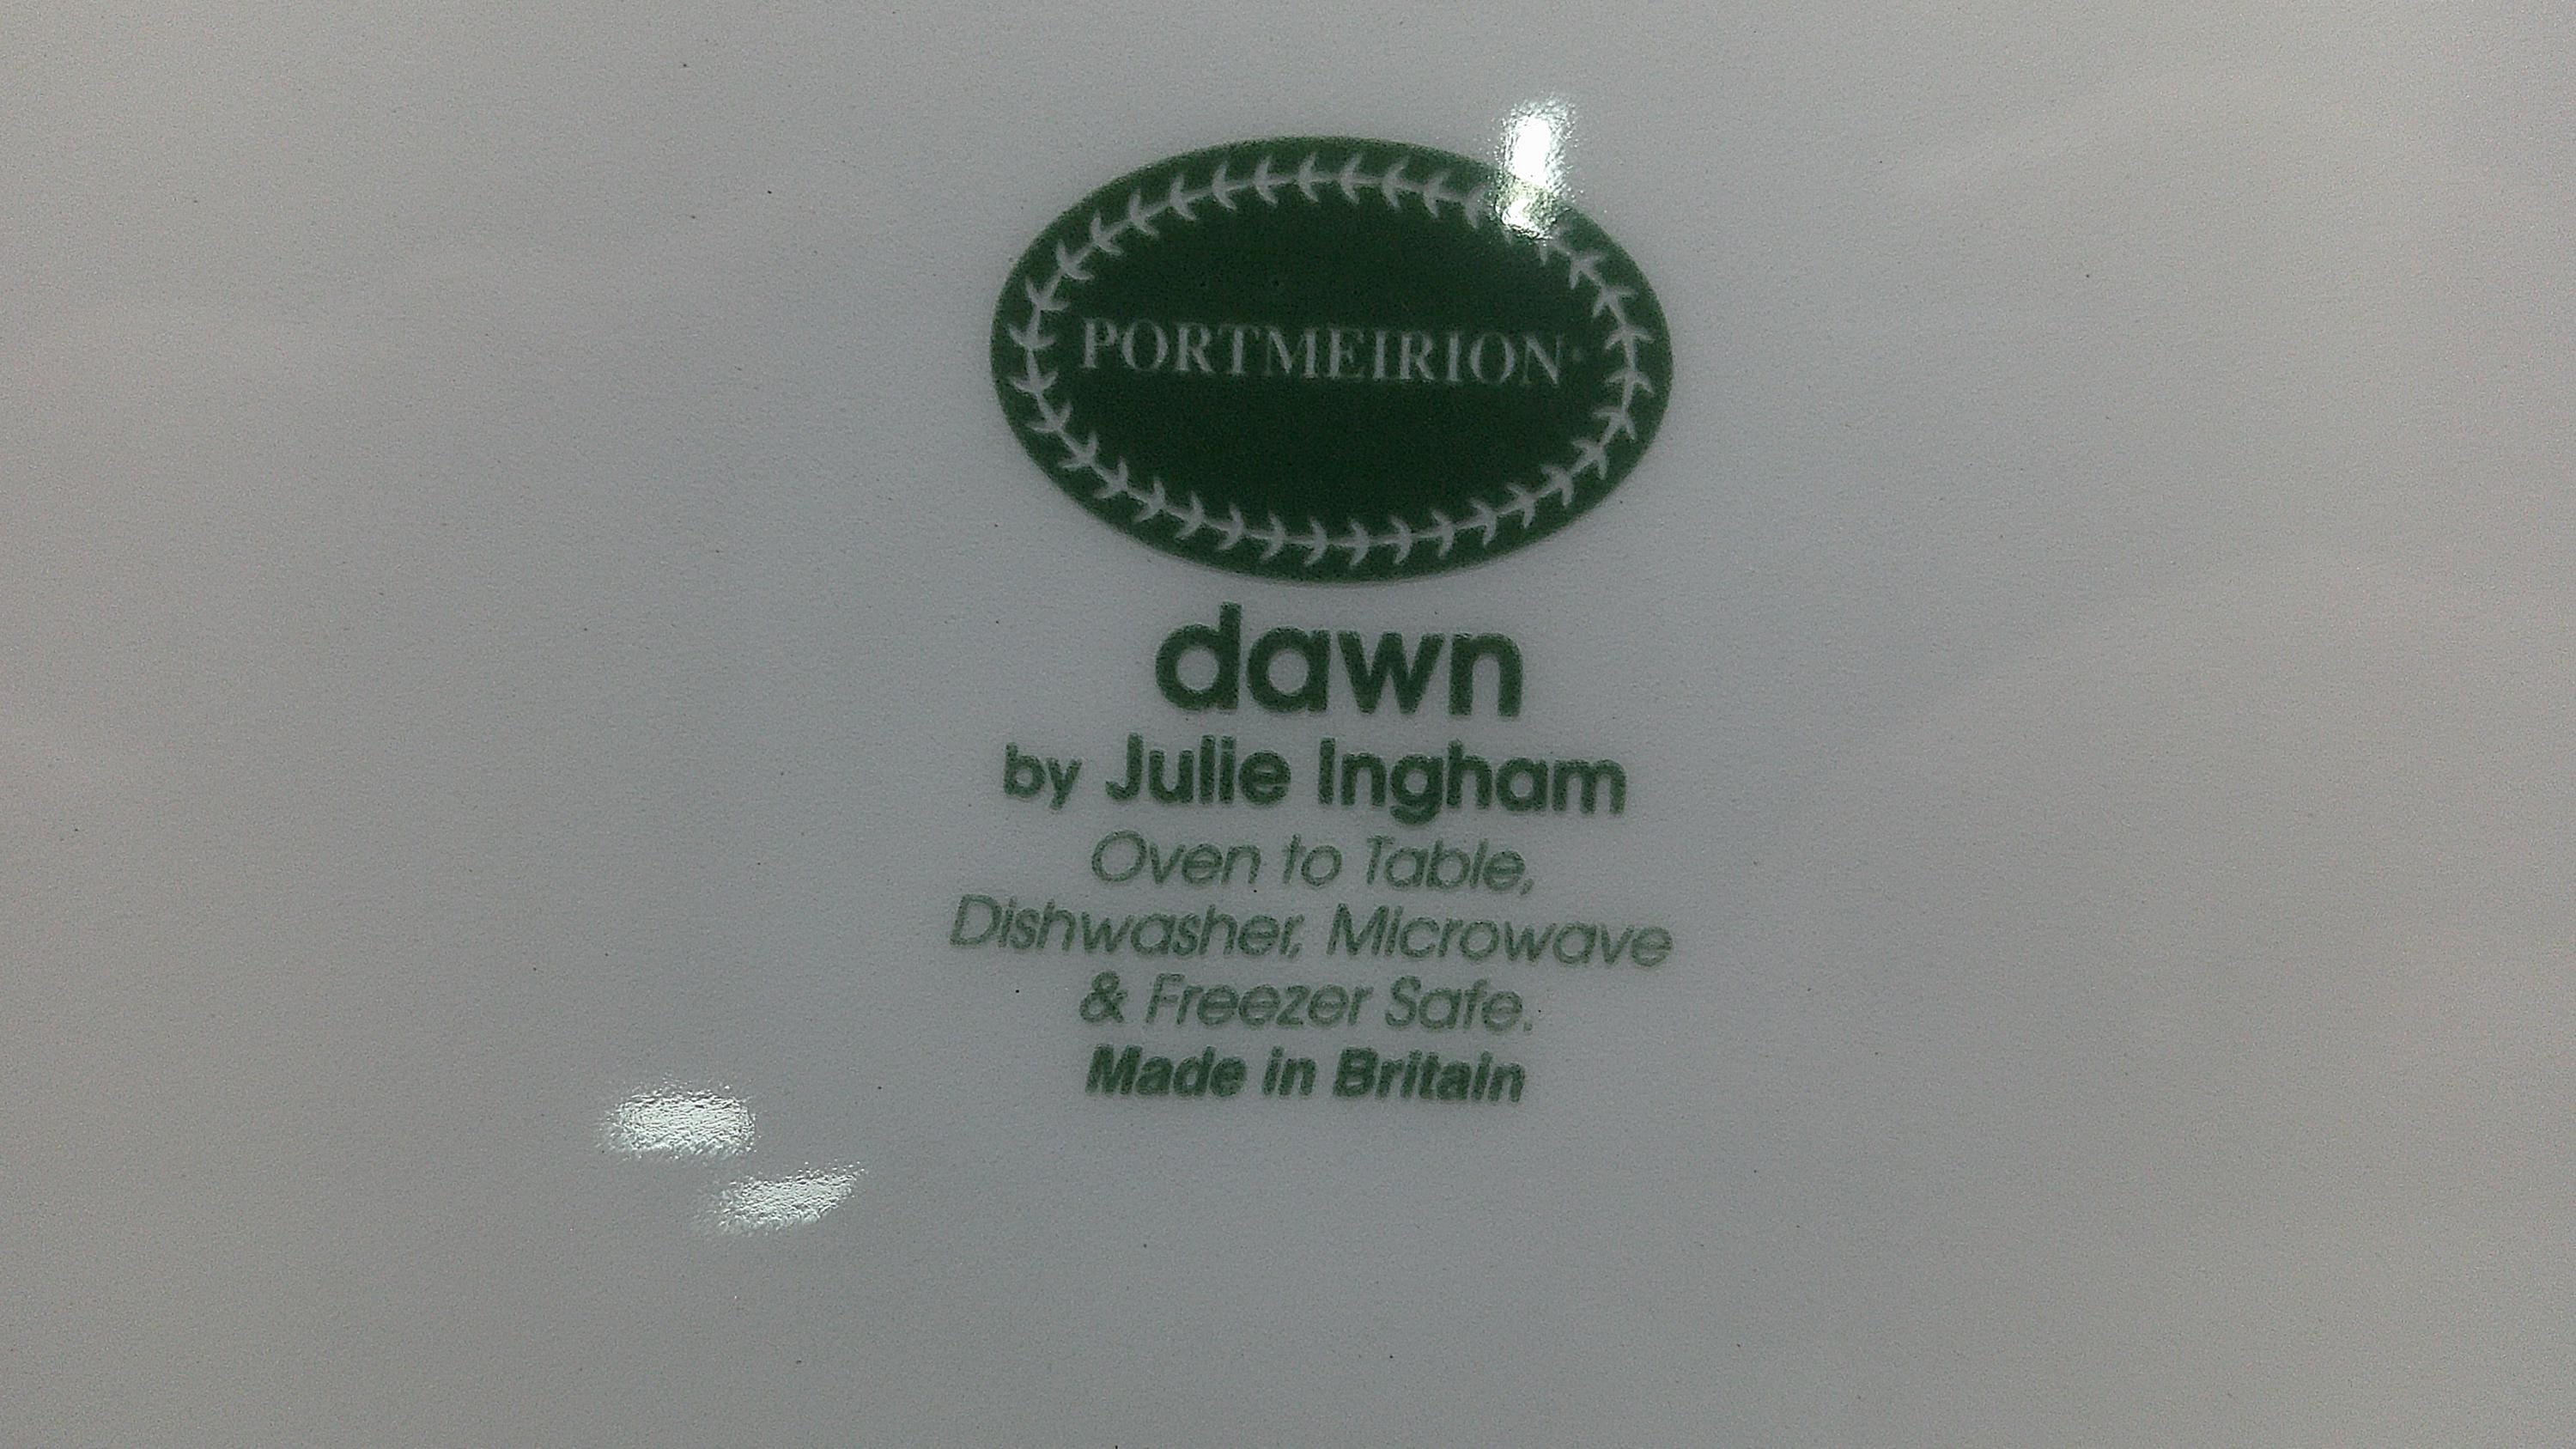 PORTMEIRION
dawn
by Julie Ingham
Oven to Table,
Dishwasher, Microwave
& Freezer Safe.
Made in Britain